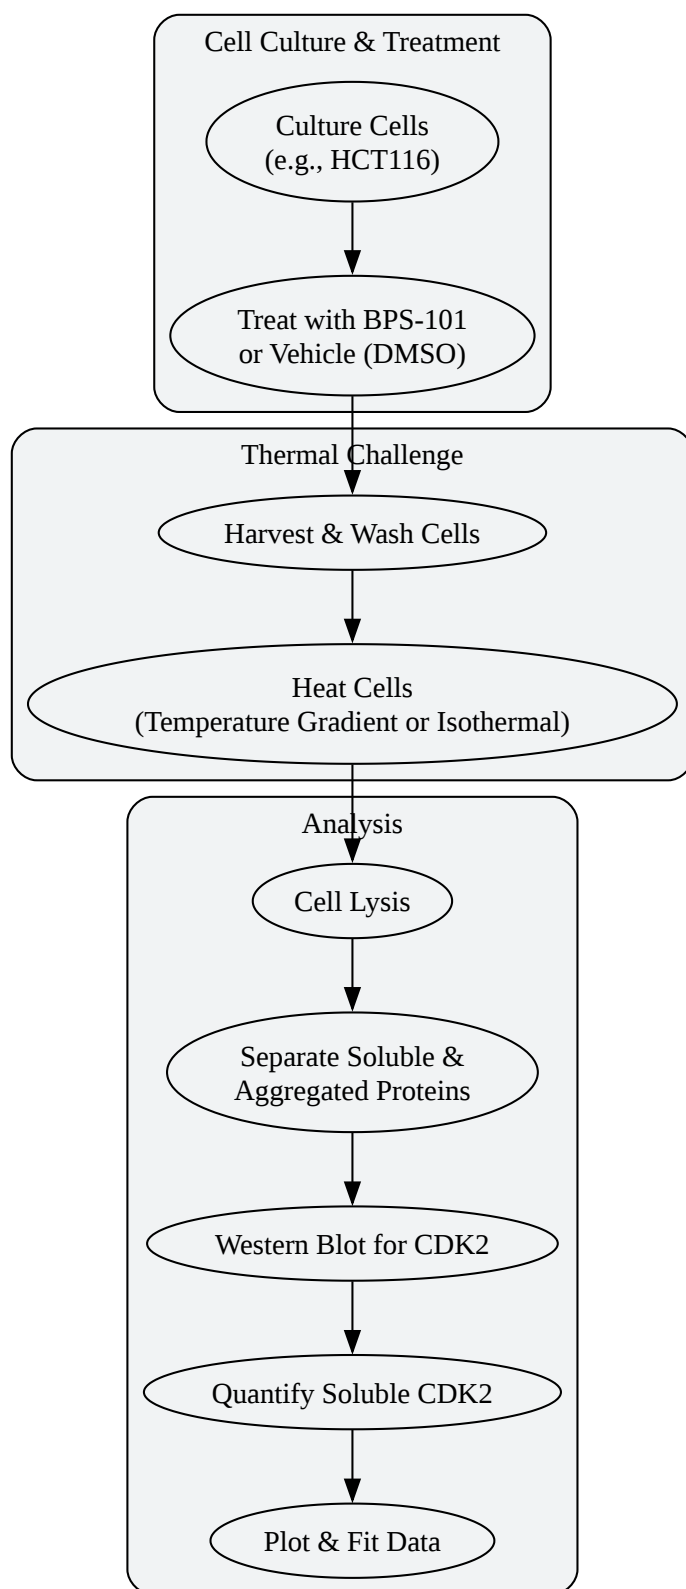 Cell Culture & Treatment
Culture Cells
(e.g., HCT116)
Treat with BPS-101
or Vehicle (DMSO)
Thermal Challenge
Harvest & Wash Cells
Heat Cells
(Temperature Gradient or Isothermal)
Analysis
Cell Lysis
Separate Soluble &
Aggregated Proteins
Western Blot for CDK2
Quantify Soluble CDK2
Plot & Fit Data